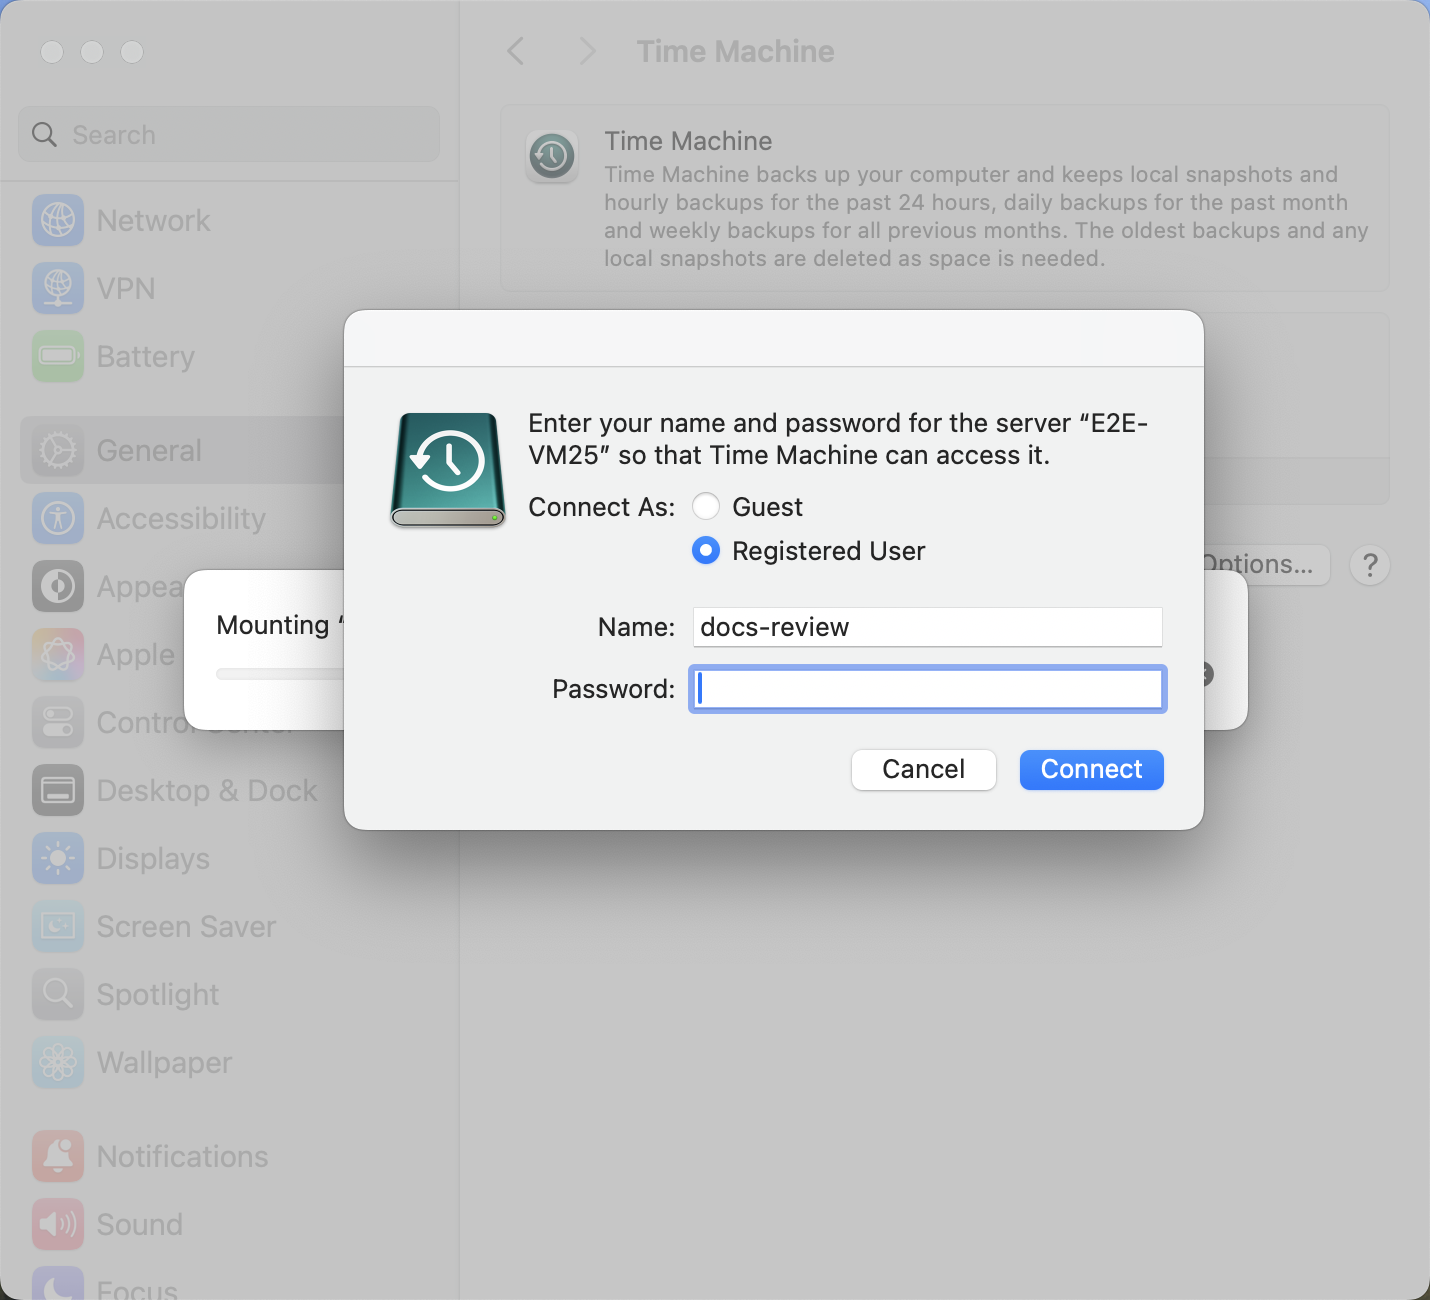 Time Machine
Search
Time Machine
Time Machine backs up your computer and keeps local snapshots and
hourly backups for the past 24 hours, daily backups for the past month
and weekly backups for all previous months. The oldest backups and any
local snapshots are deleted as space is needed.
Network
VPN
Battery
General
Accessibility
Apple
Control Center
Desktop & Dock
Displays
Screen Saver
Spotlight
Wallpaper
Notifications
Sound
Focus
Options...
?
Mounting “
Enter your name and password for the server “E2E-
VM25” so that Time Machine can access it.
Connect As:
Guest
Registered User
Name:
docs-review
Password:
Cancel
Connect